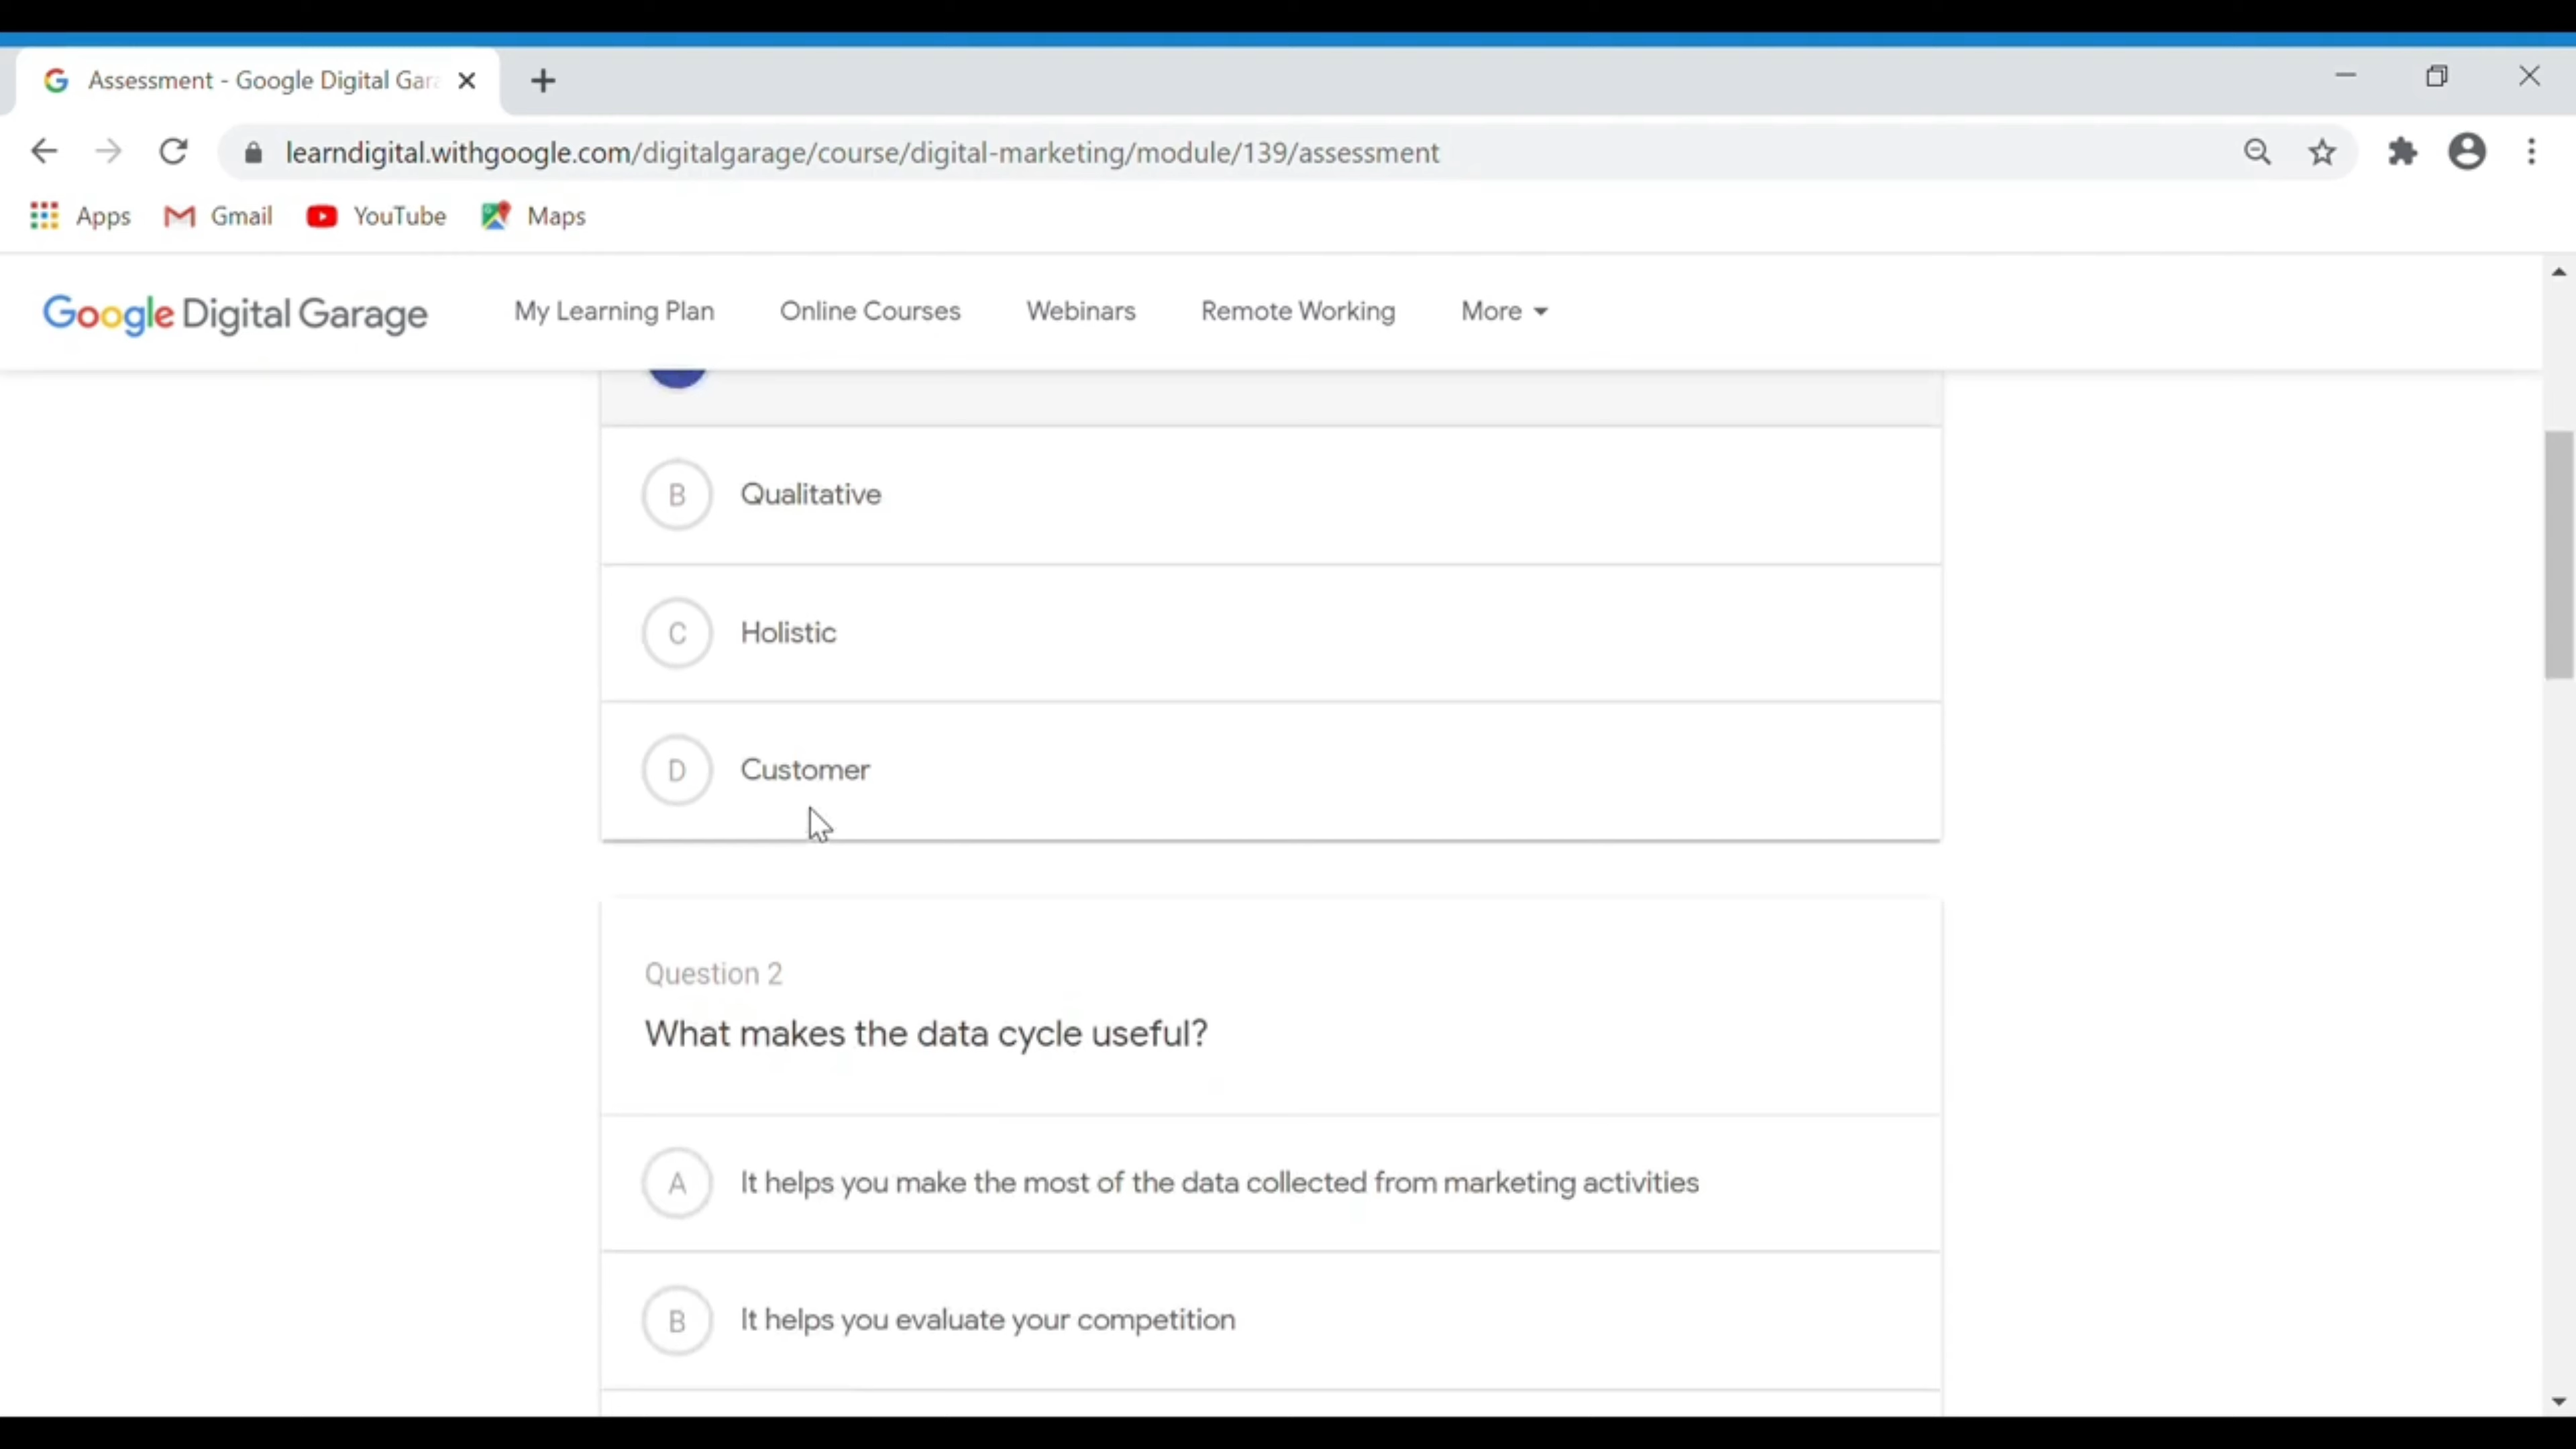 Assessment - Google Digital Gar
learndigital.withgoogle.com/digitalgarage/course/digital-marketing/module/139/assessment
Apps Gmail YouTube Maps
Google Digital Garage My Learning Plan Online Courses Webinars Remote Working More
B Qualitative
C Holistic
D Customer
Question 2
What makes the data cycle useful?
A It helps you make the most of the data collected from marketing activities
B It helps you evaluate your competition